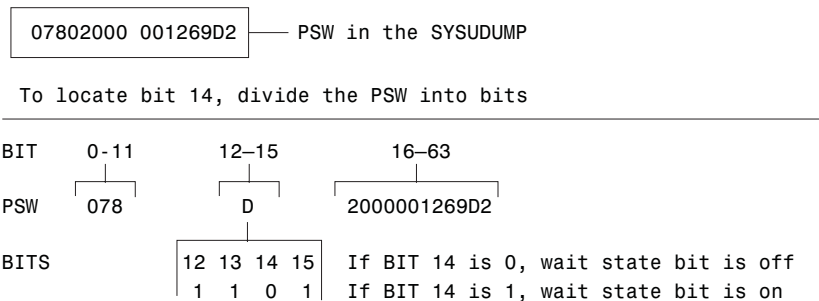 07802000 001269D2 PSW in the SYSUDUMP
To locate bit 14, divide the PSW into bits
BIT 0-11 12–15 16–63
PSW 078 D 2000001269D2
BITS 12 13 14 15 If BIT 14 is 0, wait state bit is off
1 1 0 1 If BIT 14 is 1, wait state bit is on